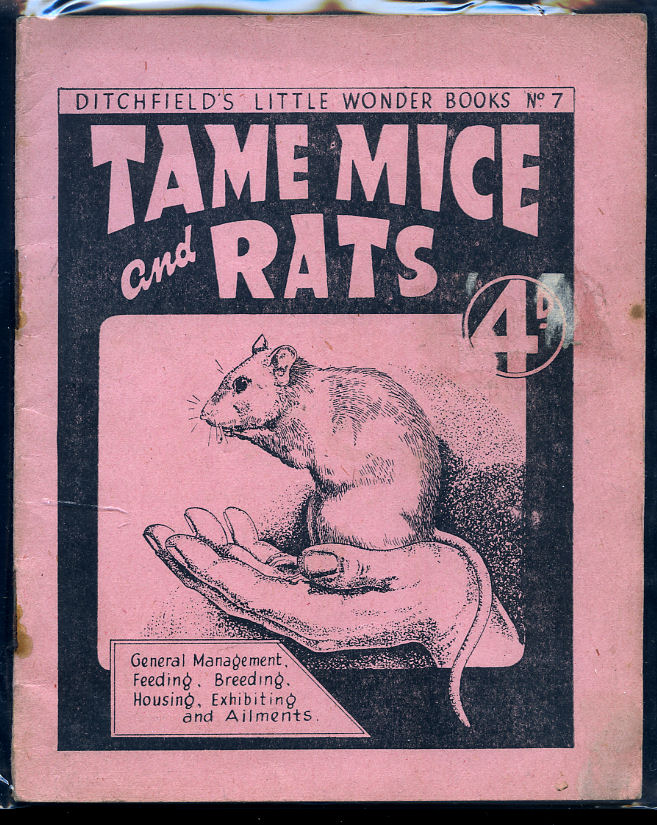 DITCHFIELD'S LITTLE WONDER BOOKS Nº 7
TAME MICE
and RATS
4D.
General Management,
Feeding, Breeding,
Housing, Exhibiting
and Ailments.